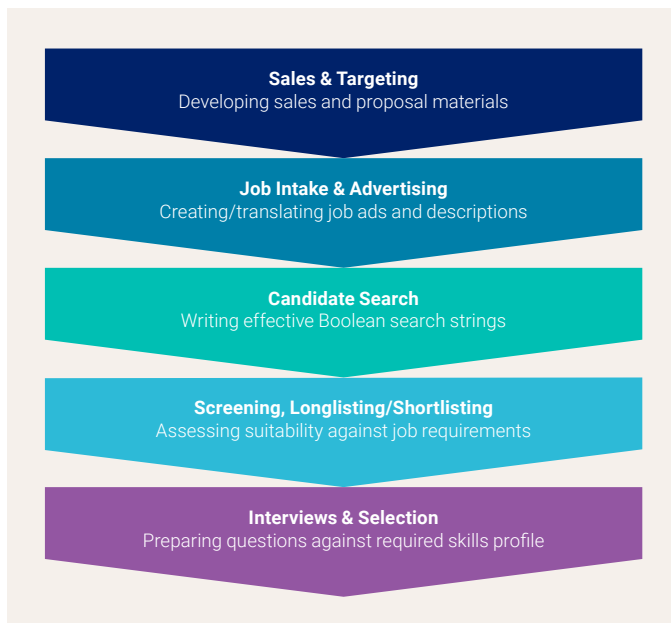 Sales & Targeting
Developing sales and proposal materials
Job Intake & Advertising
Creating/translating job ads and descriptions
Candidate Search
Writing effective Boolean search strings
Screening, Longlisting/Shortlisting
Assessing suitability against job requirements
Interviews & Selection
Preparing questions against required skills profile